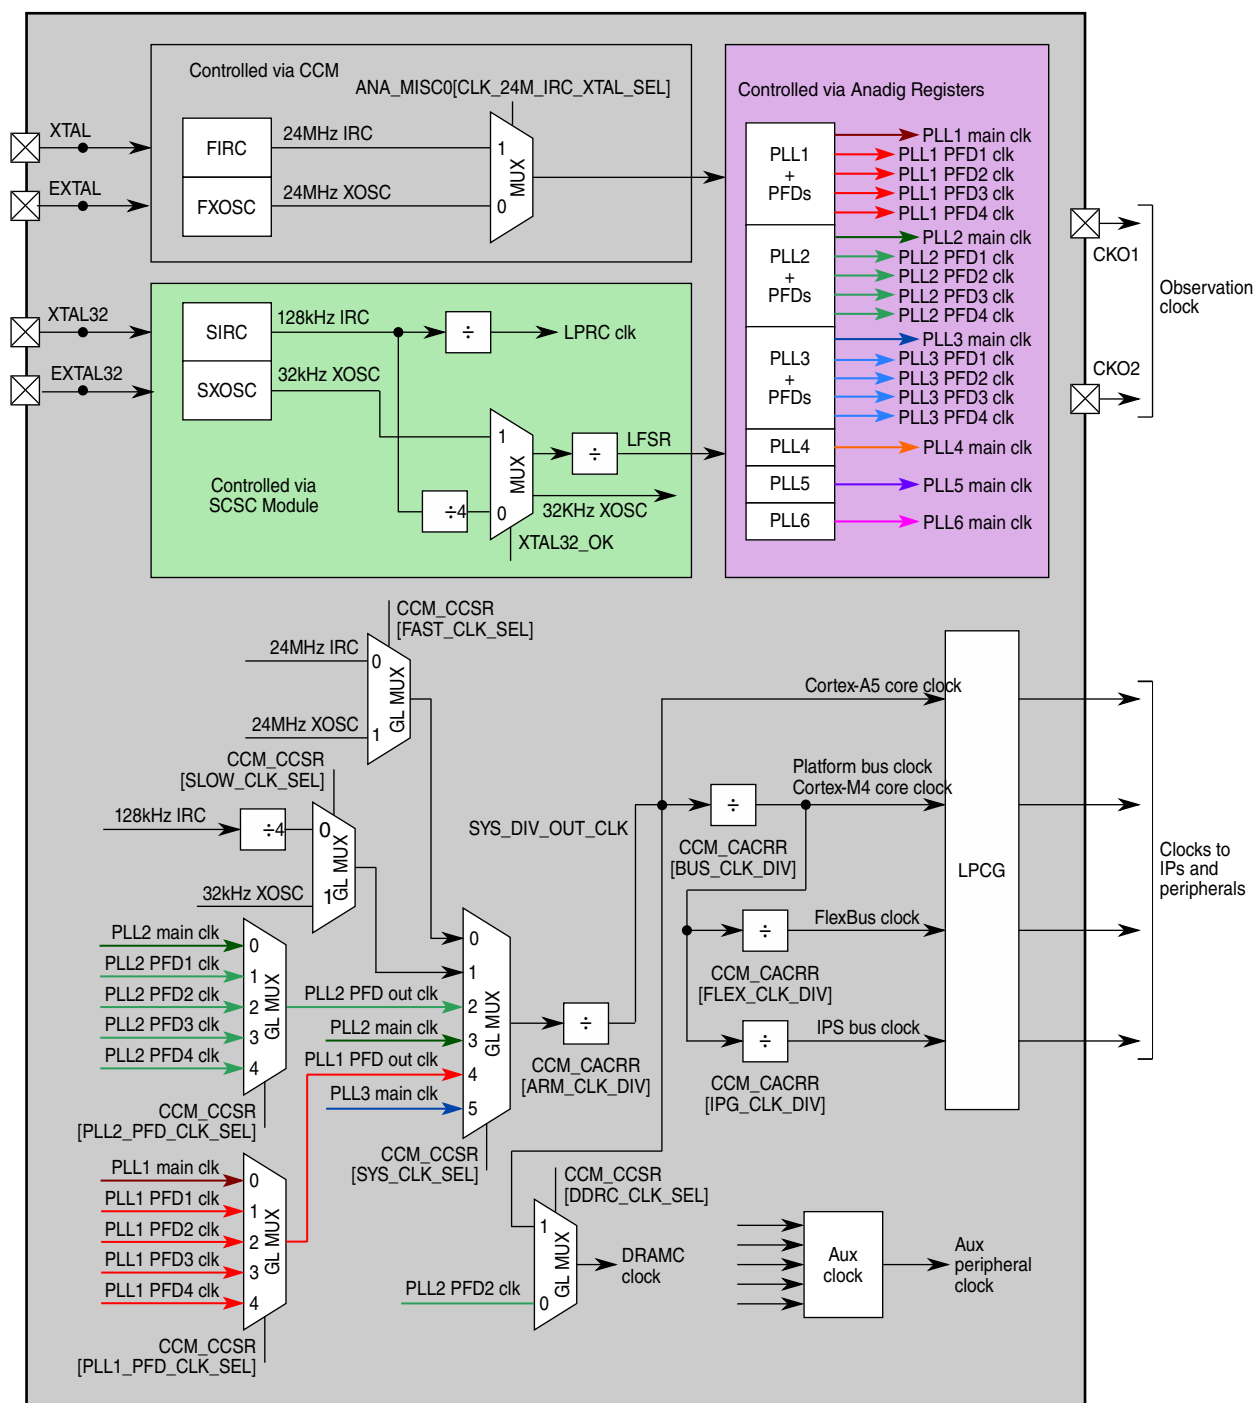 Controlled via CCM
ANA_MISC0[CLK_24M_IRC_XTAL_SEL]
XTAL
EXTAL
FIRC
FXOSC
24MHz IRC
24MHz XOSC
1
0
MUX
Controlled via Anadig Registers
PLL1
+
PFDs
PLL1 main clk
PLL1 PFD1 clk
PLL1 PFD2 clk
PLL1 PFD3 clk
PLL1 PFD4 clk
PLL2
+
PFDs
PLL2 main clk
PLL2 PFD1 clk
PLL2 PFD2 clk
PLL2 PFD3 clk
PLL2 PFD4 clk
PLL3
+
PFDs
PLL3 main clk
PLL3 PFD1 clk
PLL3 PFD2 clk
PLL3 PFD3 clk
PLL3 PFD4 clk
PLL4
PLL4 main clk
PLL5
PLL5 main clk
PLL6
PLL6 main clk
CKO1
CKO2
Observation
clock
XTAL32
EXTAL32
SIRC
SXOSC
128kHz IRC
32kHz XOSC
÷
LPRC clk
1
0
MUX
÷
LFSR
÷4
32KHz XOSC
XTAL32_OK
Controlled via
SCSC Module
CCM_CCSR
[FAST_CLK_SEL]
24MHz IRC
0
24MHz XOSC
1
GL MUX
CCM_CCSR
[SLOW_CLK_SEL]
128kHz IRC
÷4
0
32kHz XOSC
1
GL MUX
PLL2 main clk
PLL2 PFD1 clk
PLL2 PFD2 clk
PLL2 PFD3 clk
PLL2 PFD4 clk
0
1
2
3
4
GL MUX
CCM_CCSR
[PLL2_PFD_CLK_SEL]
PLL1 main clk
PLL1 PFD1 clk
PLL1 PFD2 clk
PLL1 PFD3 clk
PLL1 PFD4 clk
0
1
2
3
4
GL MUX
CCM_CCSR
[PLL1_PFD_CLK_SEL]
PLL2 PFD out clk
PLL2 main clk
PLL1 PFD out clk
PLL3 main clk
0
1
2
3
4
5
GL MUX
CCM_CCSR
[SYS_CLK_SEL]
÷
CCM_CACRR
[ARM_CLK_DIV]
SYS_DIV_OUT_CLK
Cortex-A5 core clock
Platform bus clock
Cortex-M4 core clock
÷
CCM_CACRR
[BUS_CLK_DIV]
FlexBus clock
÷
CCM_CACRR
[FLEX_CLK_DIV]
IPS bus clock
÷
CCM_CACRR
[IPG_CLK_DIV]
LPCG
Clocks to
IPs and
peripherals
CCM_CCSR
[DDRC_CLK_SEL]
1
0
GL MUX
PLL2 PFD2 clk
DRAMC
clock
Aux
clock
Aux
peripheral
clock